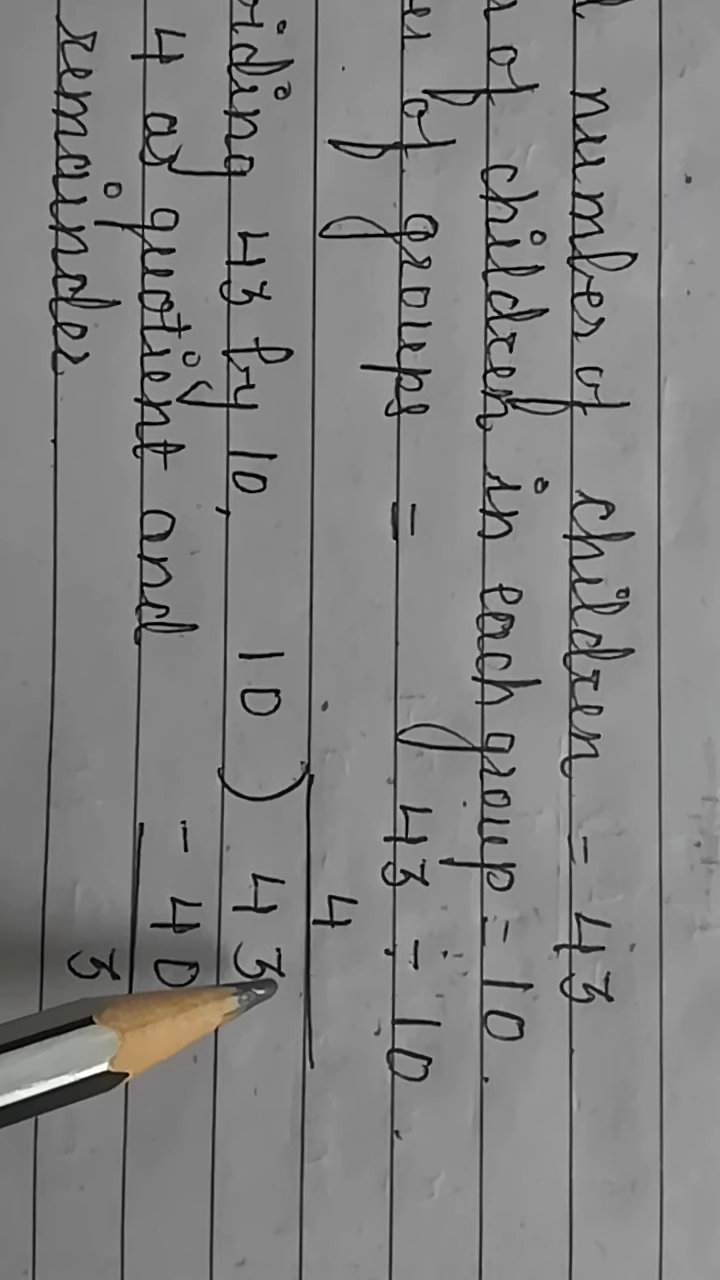 number of children = 43.
of children in each group = 10.
of groups = 43 ÷ 10.
4
43 by 10, 10 ) 43
4 as quotient and - 40
remainder. 3